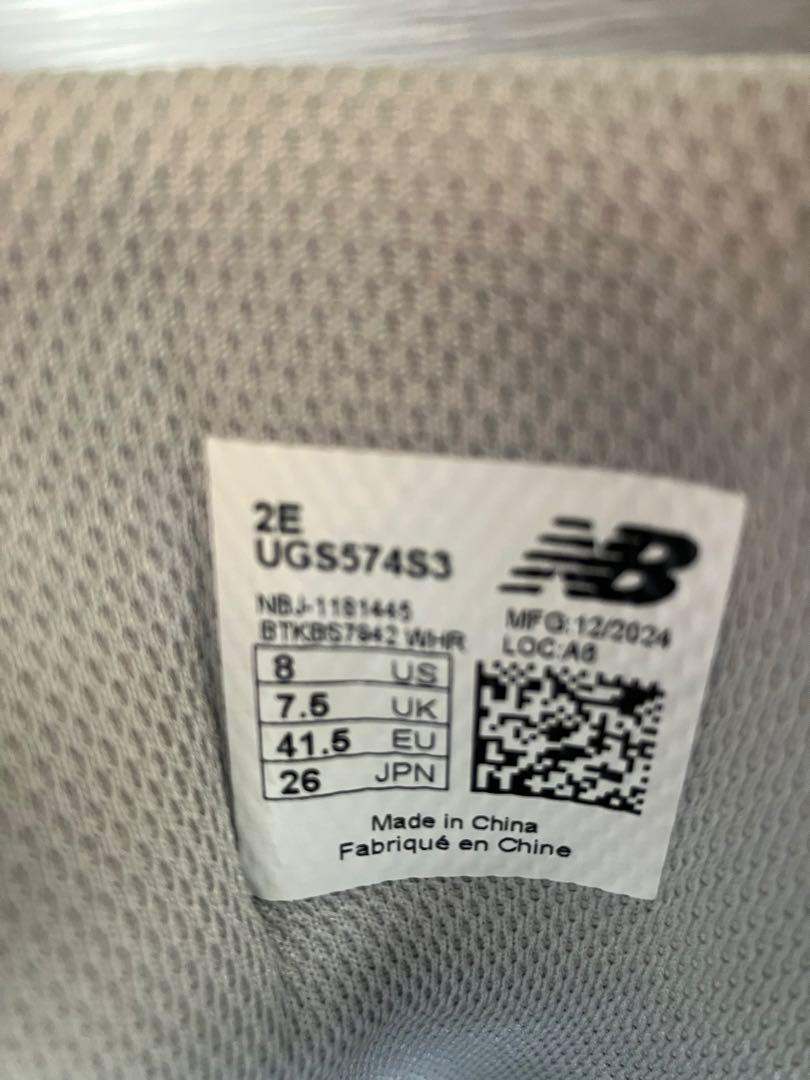 2E
UGS574S3
NB
NBJ-1181445
MFG: 12/2024
WHR
LOC:A6
8 US
7.5 UK
41.5 EU
26 JPN
Made in China
Fabriqué en Chine